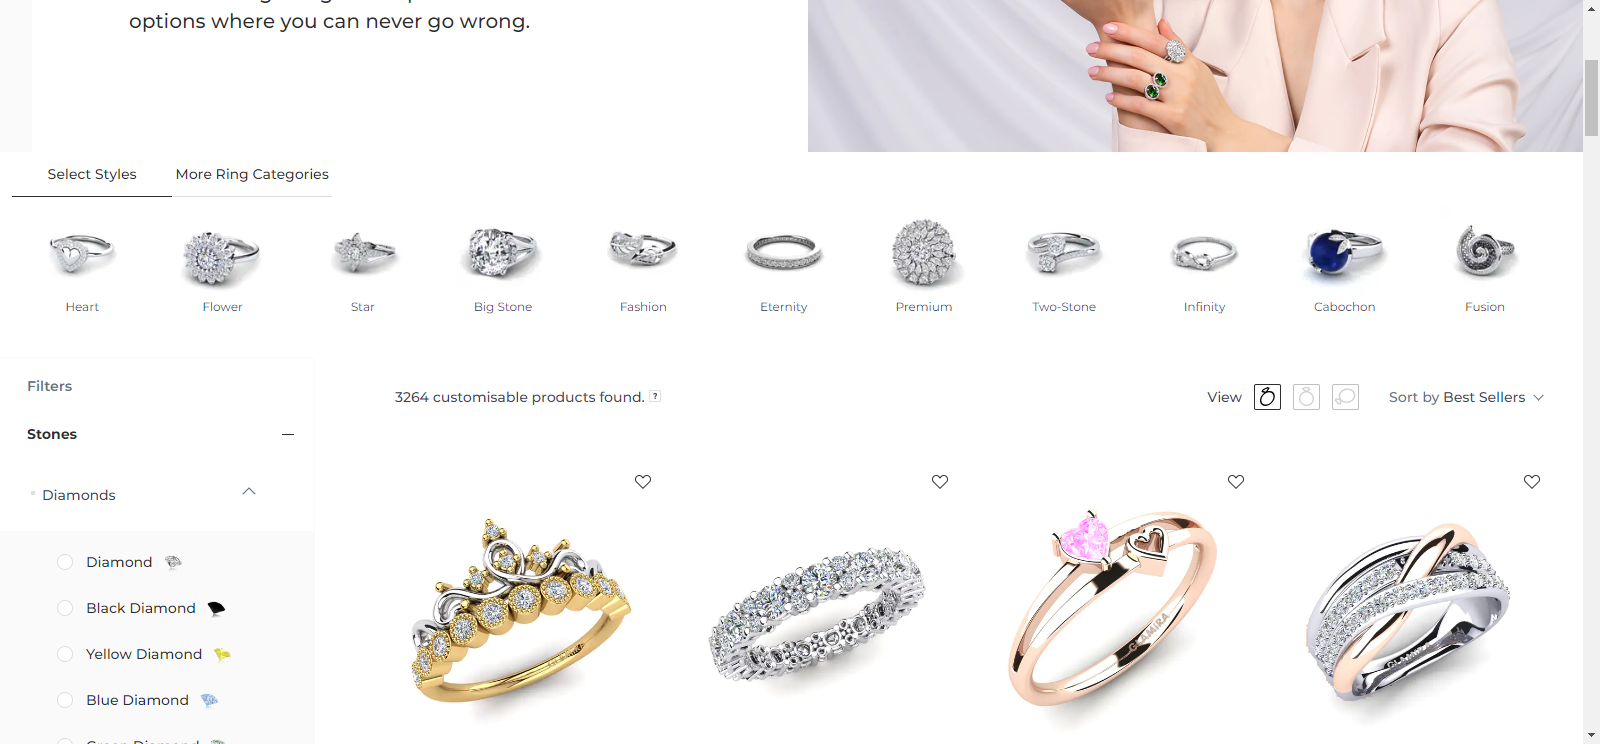 options where you can never go wrong.
Select Styles
More Ring Categories
Heart
Flower
Star
Big Stone
Fashion
Eternity
Premium
Two-Stone
Infinity
Cabochon
Fusion
Filters
3264 customisable products found. ?
View
Sort by Best Sellers
Stones
Diamonds
Diamond
Black Diamond
Yellow Diamond
Blue Diamond
GLAMIRA